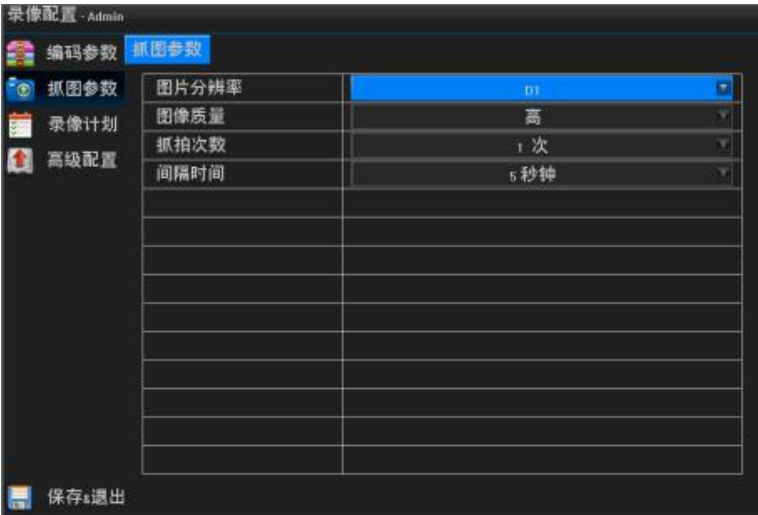 录像配置 - Admin
编码参数
抓图参数
抓图参数
图片分辨率 D1
录像计划
图像质量 高
抓拍次数 1 次
高级配置
间隔时间 5 秒钟
保存&退出